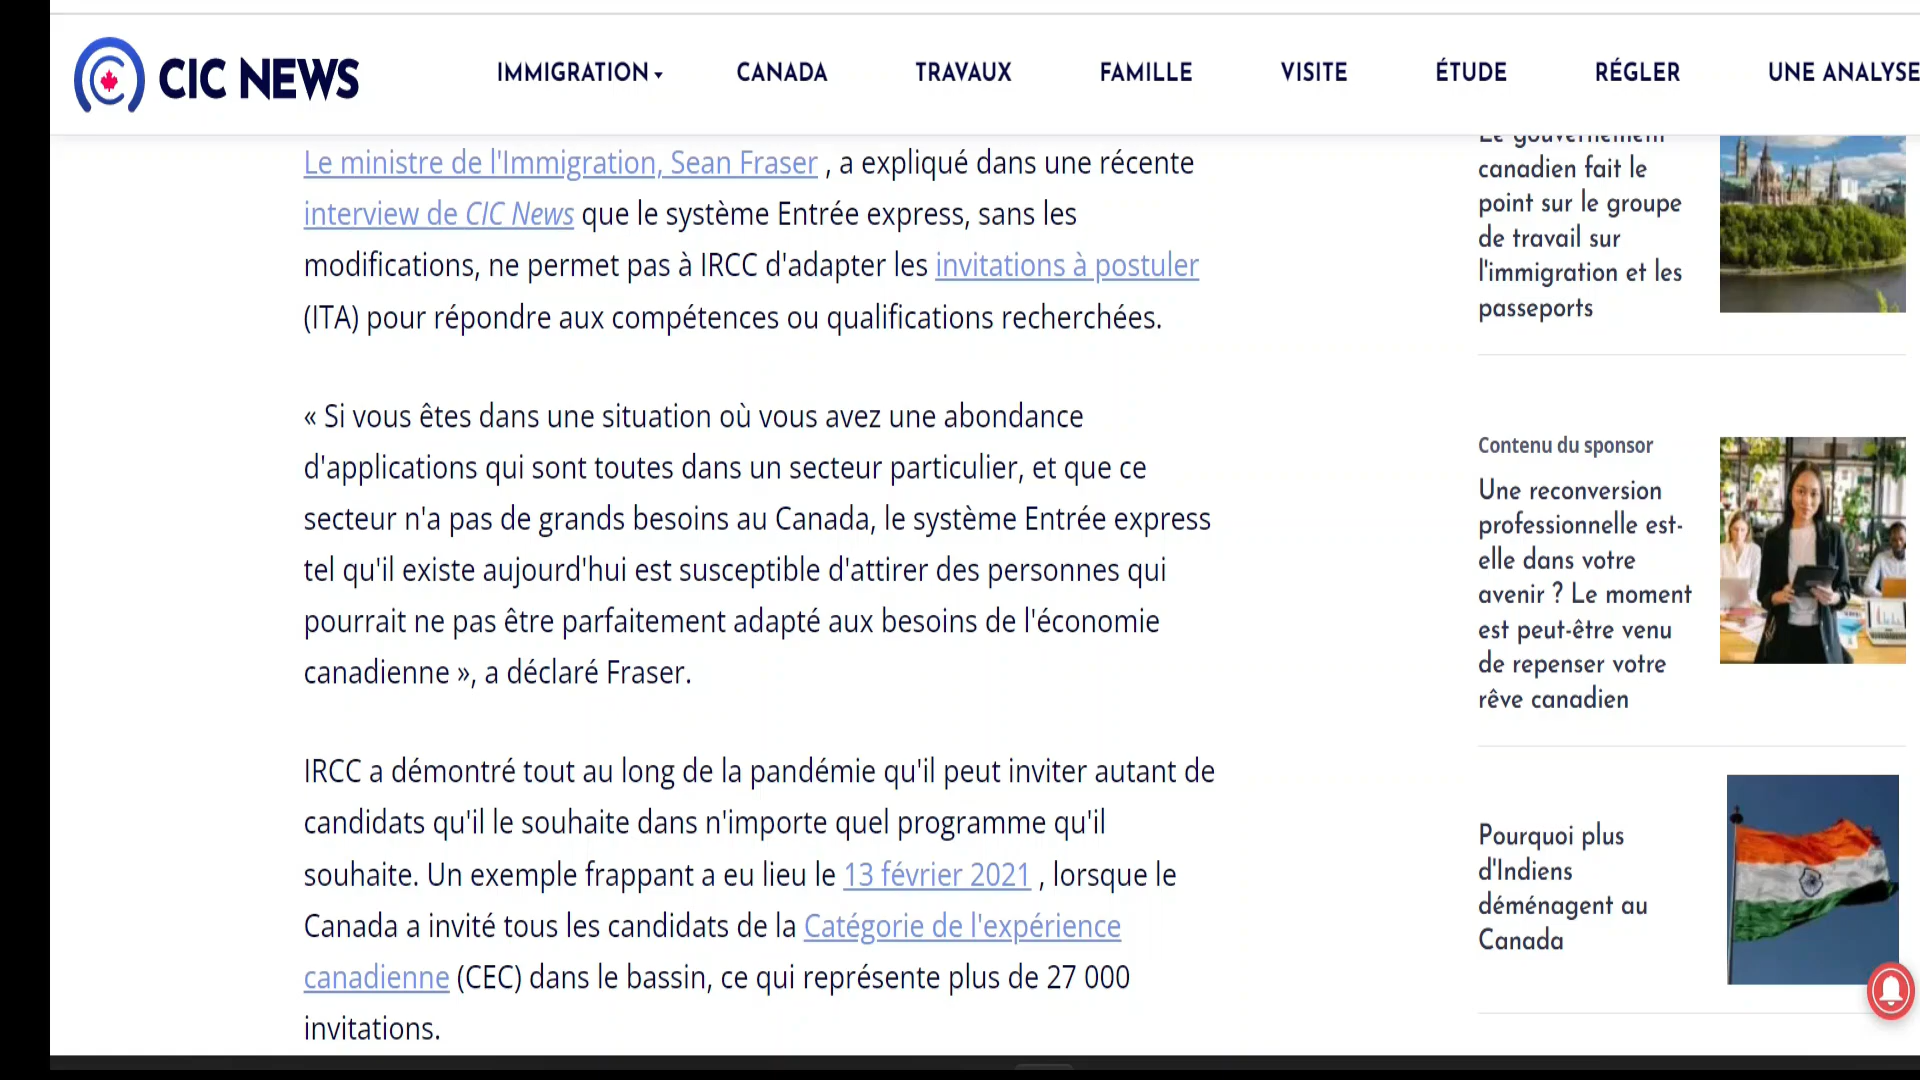 CIC NEWS
IMMIGRATION
CANADA
TRAVAUX
FAMILLE
VISITE
ÉTUDE
RÉGLER
UNE ANALYSE
Le ministre de l'Immigration, Sean Fraser , a expliqué dans une récente
interview de CIC News que le système Entrée express, sans les
modifications, ne permet pas à IRCC d'adapter les invitations à postuler
(ITA) pour répondre aux compétences ou qualifications recherchées.
« Si vous êtes dans une situation où vous avez une abondance
d'applications qui sont toutes dans un secteur particulier, et que ce
secteur n'a pas de grands besoins au Canada, le système Entrée express
tel qu'il existe aujourd'hui est susceptible d'attirer des personnes qui
pourrait ne pas être parfaitement adapté aux besoins de l'économie
canadienne », a déclaré Fraser.
IRCC a démontré tout au long de la pandémie qu'il peut inviter autant de
candidats qu'il le souhaite dans n'importe quel programme qu'il
souhaite. Un exemple frappant a eu lieu le 13 février 2021 , lorsque le
Canada a invité tous les candidats de la Catégorie de l'expérience
canadienne (CEC) dans le bassin, ce qui représente plus de 27 000
invitations.
Le gouvernement
canadien fait le
point sur le groupe
de travail sur
l'immigration et les
passeports
Contenu du sponsor
Une reconversion
professionnelle est-
elle dans votre
avenir ? Le moment
est peut-être venu
de repenser votre
rêve canadien
Pourquoi plus
d'Indiens
déménagent au
Canada